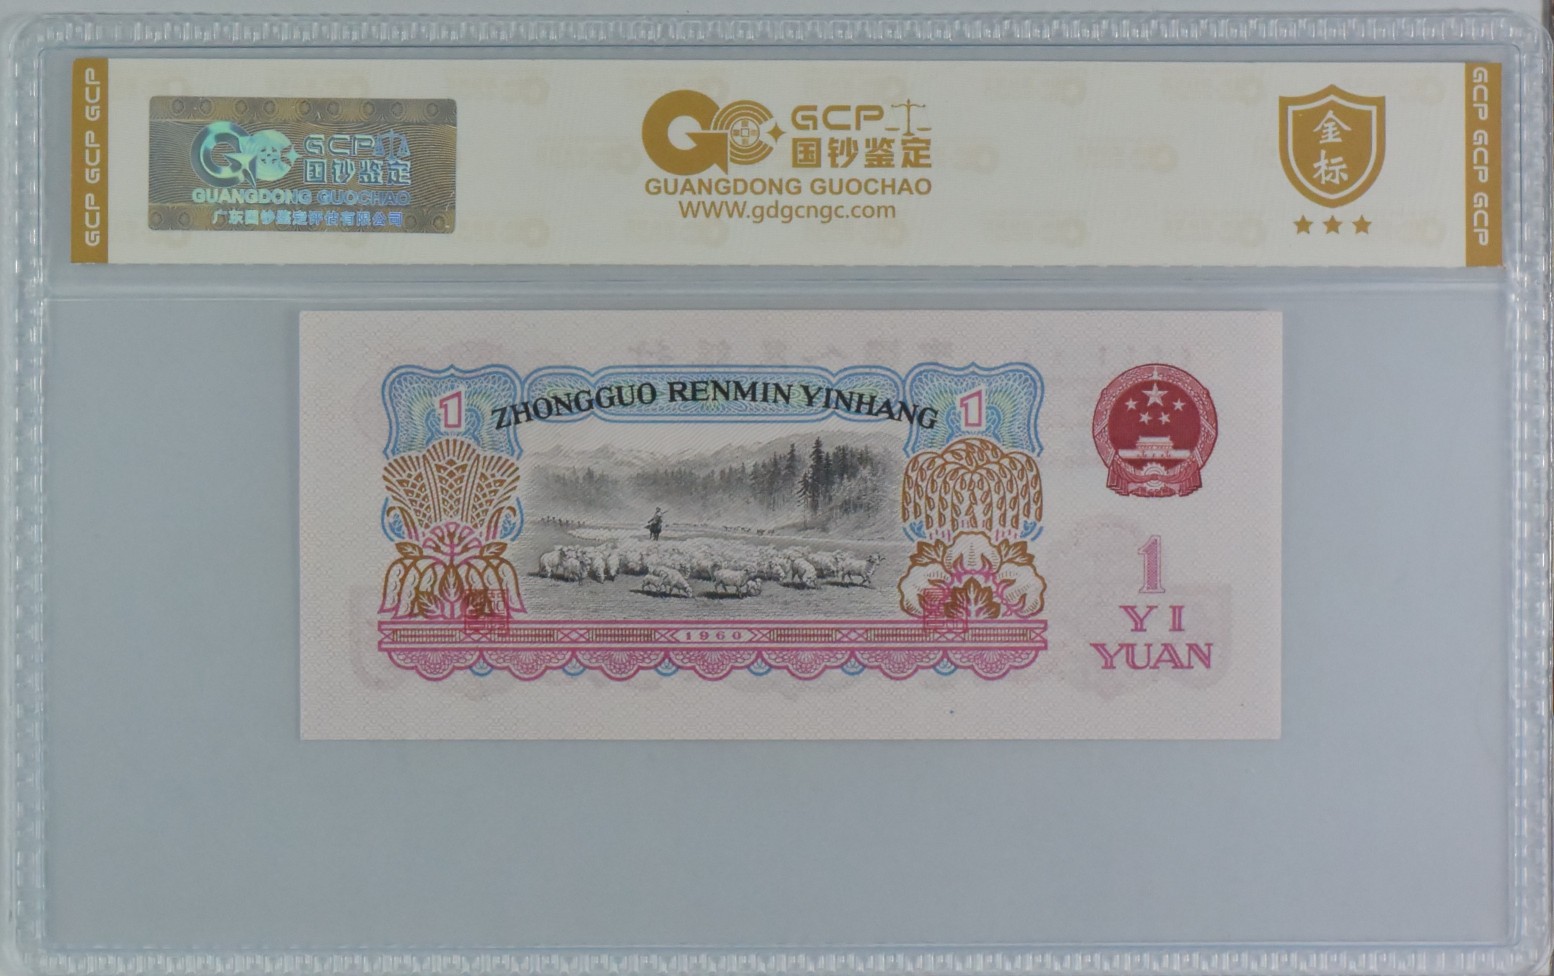 GCP GCP GCP
GCP
国钞鉴定
GUANGDONG GUOCHAO
广东国钞鉴定评估有限公司
GCP
国钞鉴定
GUANGDONG GUOCHAO
WWW.gdgcngc.com
金
标
GCP GCP GCP
1
ZHONGGUO RENMIN YINHANG
1
1960
1
YI
YUAN